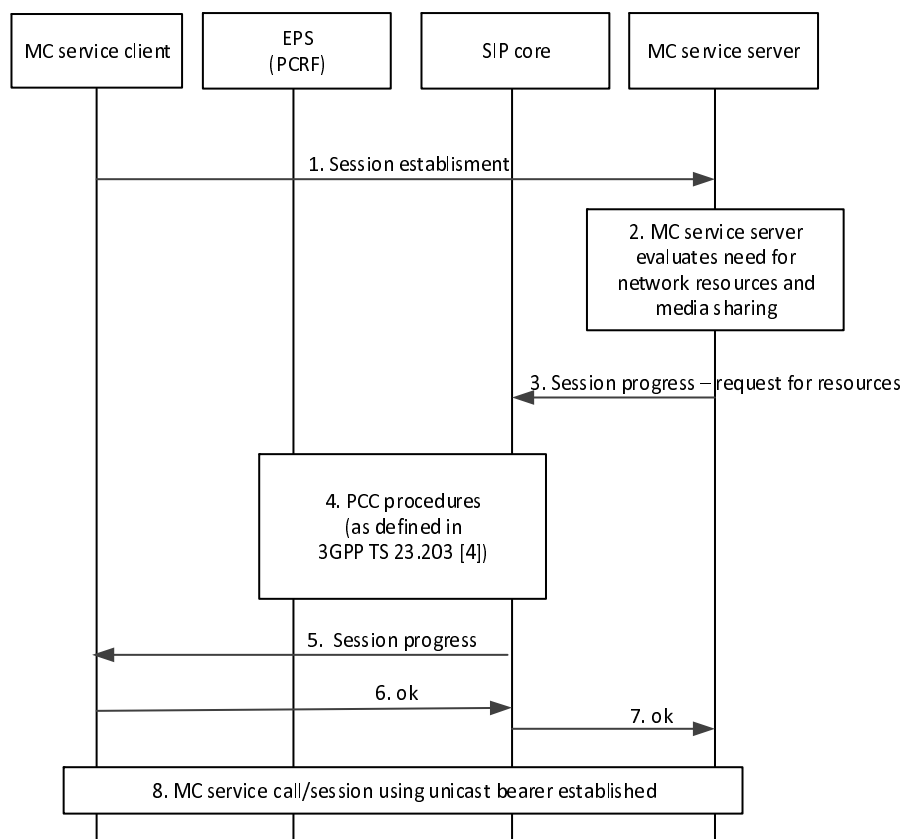 MC service client
EPS
(PCRF)
SIP core
MC service server
1. Session establisment
2. MC service server
evaluates need for
network resources and
media sharing
3. Session progress – request for resources
4. PCC procedures
(as defined in
3GPP TS 23.203 [4])
5. Session progress
6. ok
7. ok
8. MC service call/session using unicast bearer established